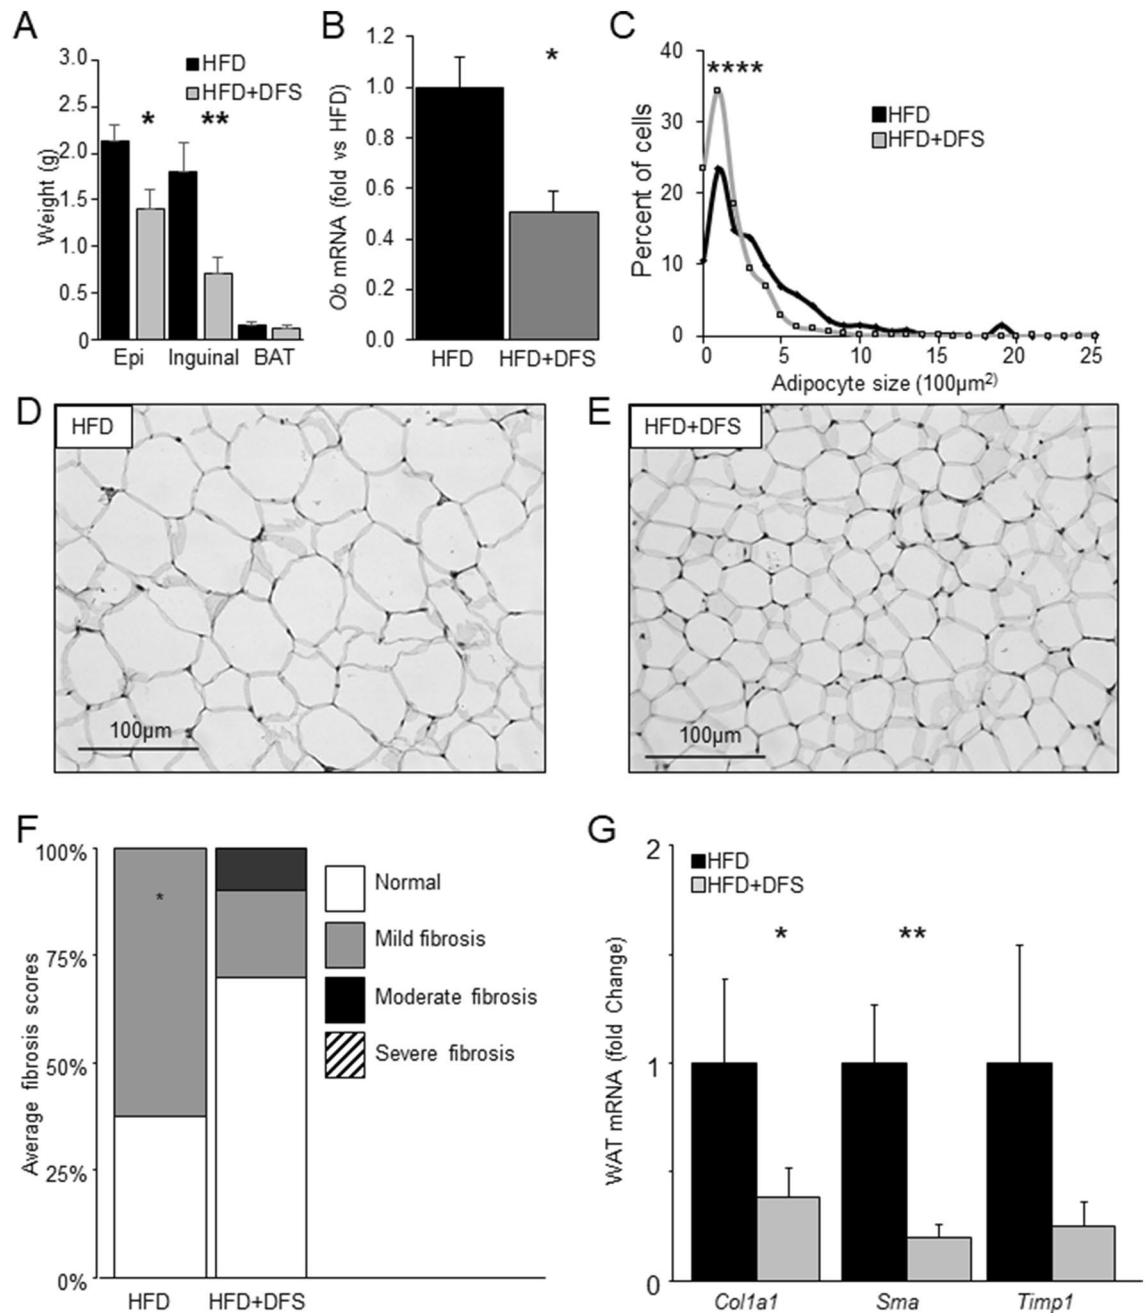 A
Weight (g)
3.0
2.5
2.0
1.5
1.0
0.5
0
HFD
HFD+DFS
*
**
Epi Inguinal BAT
B
Ob mRNA (fold vs HFD)
1.2
1.0
0.8
0.6
0.4
0.2
0.0
*
HFD HFD+DFS
C
Percent of cells
40
30
20
10
0
****
HFD
HFD+DFS
0 5 10 15 20 25
Adipocyte size (100µm²)
D
HFD
100µm
E
HFD+DFS
100µm
F
Average fibrosis scores
100%
75%
50%
25%
0%
*
Normal
Mild fibrosis
Moderate fibrosis
Severe fibrosis
HFD HFD+DFS
G
WAT mRNA (fold Change)
2
1
0
HFD
HFD+DFS
*
**
Col1a1 Sma Timp1